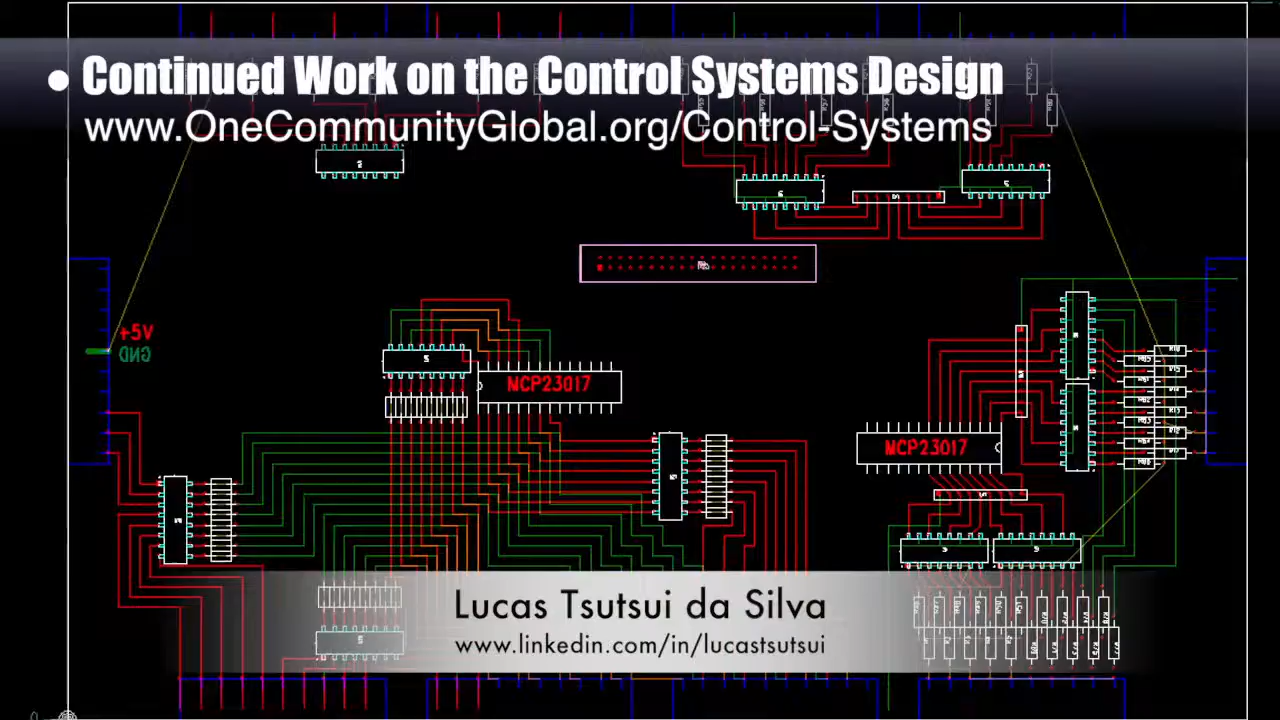 • Continued Work on the Control Systems Design
www.OneCommunityGlobal.org/Control-Systems
+5V
GND
MCP23017
MCP23017
Lucas Tsutsui da Silva
www.linkedin.com/in/lucastsutsui